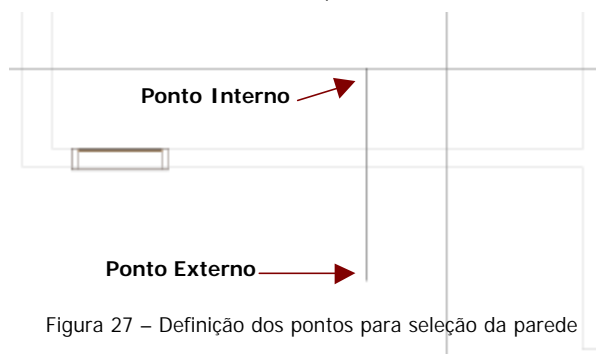 Ponto Interno
Ponto Externo
Figura 27 – Definição dos pontos para seleção da parede